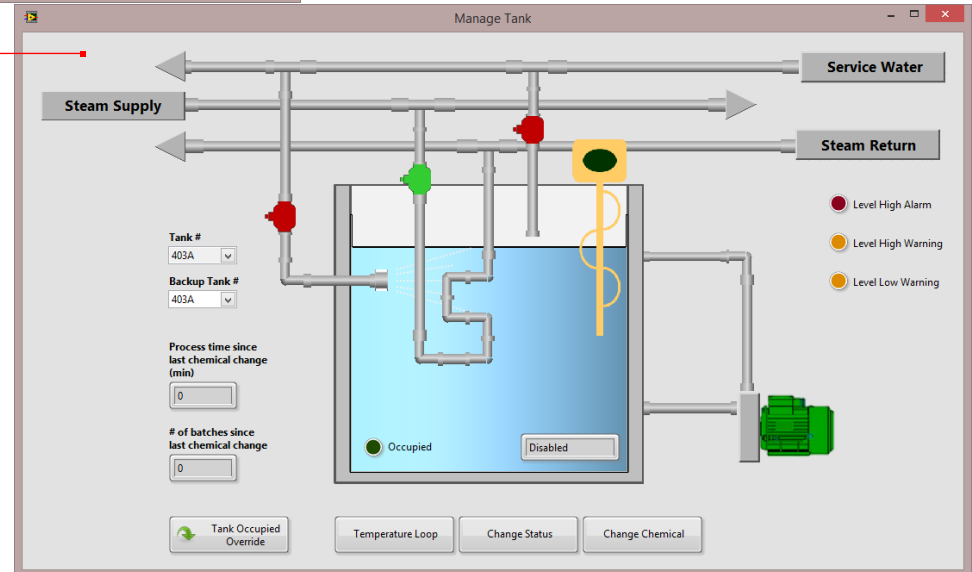 Manage Tank
Service Water
Steam Supply
Steam Return
Level High Alarm
Level High Warning
Level Low Warning
Tank #
403A
Backup Tank #
403A
Process time since
last chemical change
(min)
0
# of batches since
last chemical change
0
Occupied
Disabled
Tank Occupied
Override
Temperature Loop
Change Status
Change Chemical